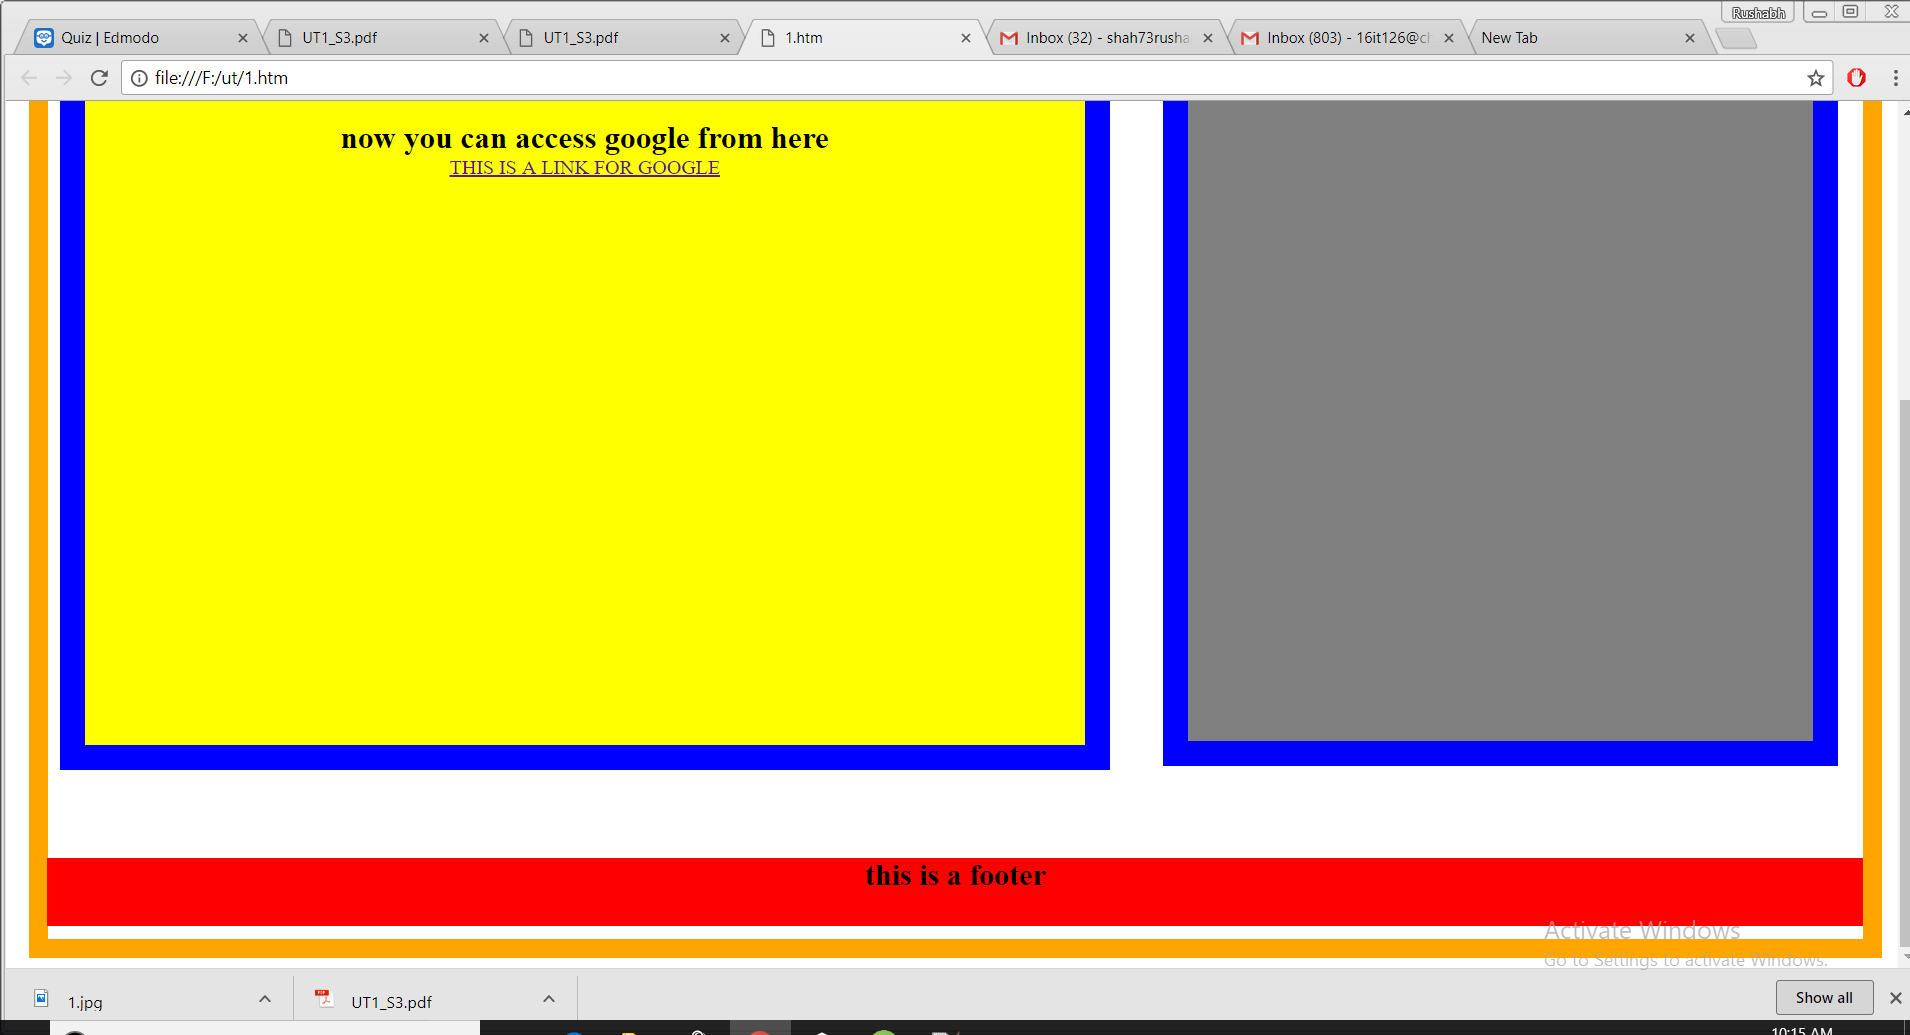 Rushabh
Quiz | Edmodo
UT1_S3.pdf
UT1_S3.pdf
1.htm
Inbox (32) - shah73rusha
Inbox (803) - 16it126@ch
New Tab
file:///F:/ut/1.htm
now you can access google from here
THIS IS A LINK FOR GOOGLE
this is a footer
Activate Windows
Go to Settings to activate Windows.
1.jpg
UT1_S3.pdf
Show all
10:15 AM